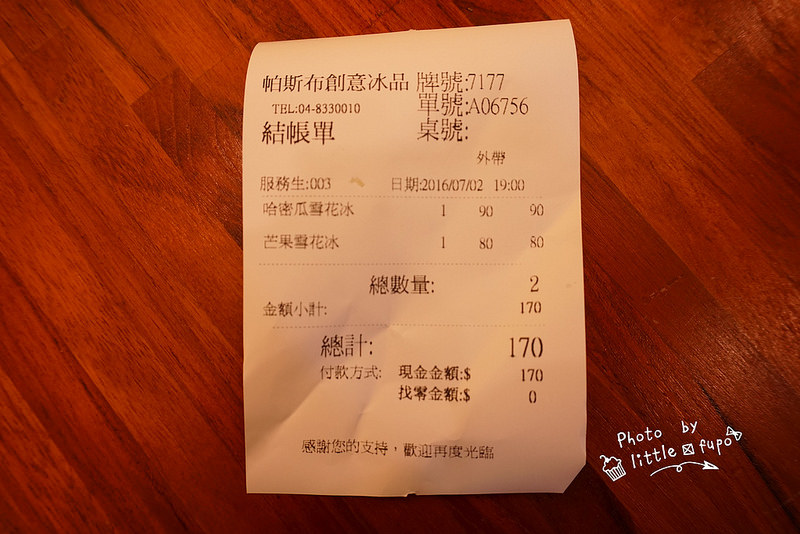 帕斯布創意冰品 牌號:7177
TEL:04-8330010 單號:A06756
結帳單 桌號:
外帶
服務生:003 日期:2016/07/02 19:00
哈密瓜雪花冰 1 90 90
芒果雪花冰 1 80 80
總數量: 2
金額小計: 170
總計: 170
付款方式: 現金金額:$ 170
找零金額:$ 0
感謝您的支持，歡迎再度光臨
Photo by
little fupo